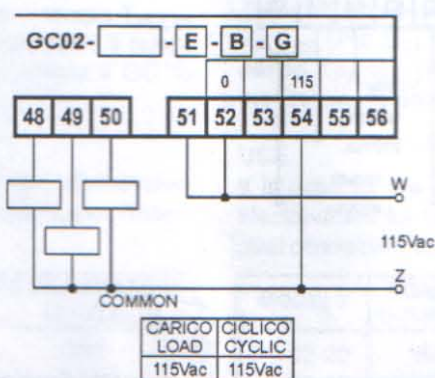 GC02- - E - B - G
0 115
48 49 50 51 52 53 54 55 56
W
115Vac
Z
COMMON
CARICO CICLICO
LOAD CYCLIC
115Vac 115Vac